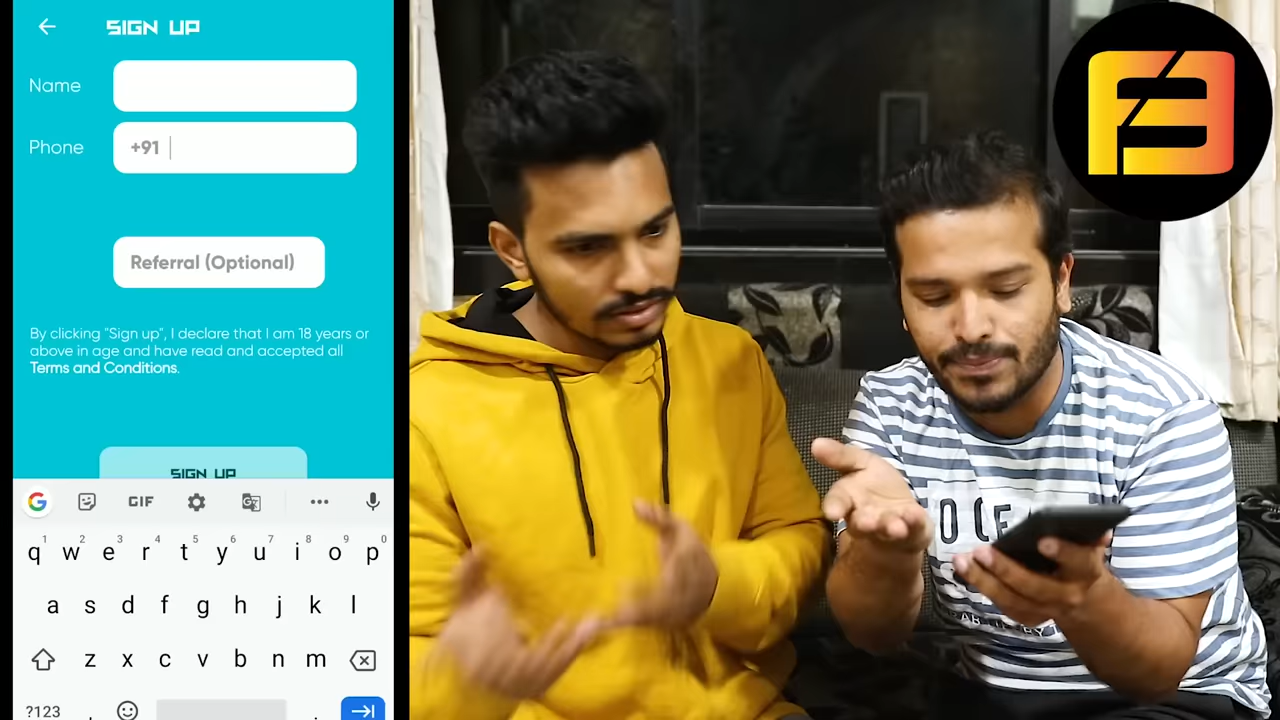 SIGN UP
Name
Phone
+91
Referral (Optional)
By clicking "Sign up", I declare that I am 18 years or
above in age and have read and accepted all
Terms and Conditions.
SIGN UP
G
GIF
G
1 2 3 4 5 6 7 8 9 0
q w e r t y u i o p
a s d f g h j k l
z x c v b n m
?123